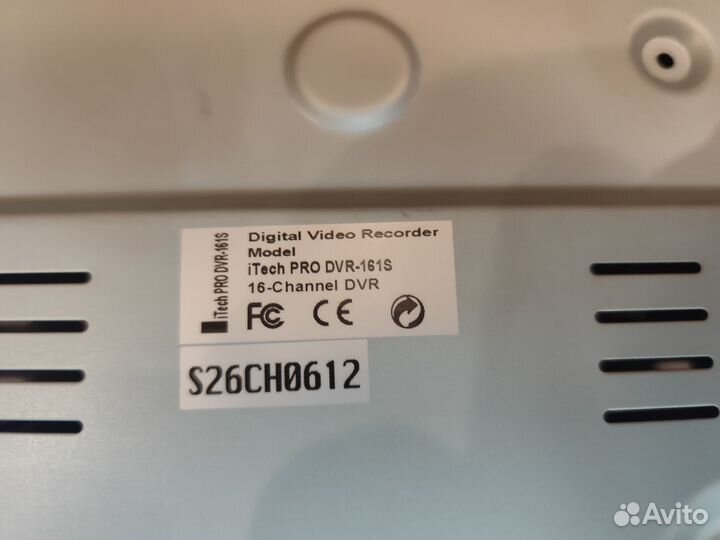 iTech PRO DVR-161S
Digital Video Recorder
Model
iTech PRO DVR-161S
16-Channel DVR
FC CE
S26CH0612
Avito